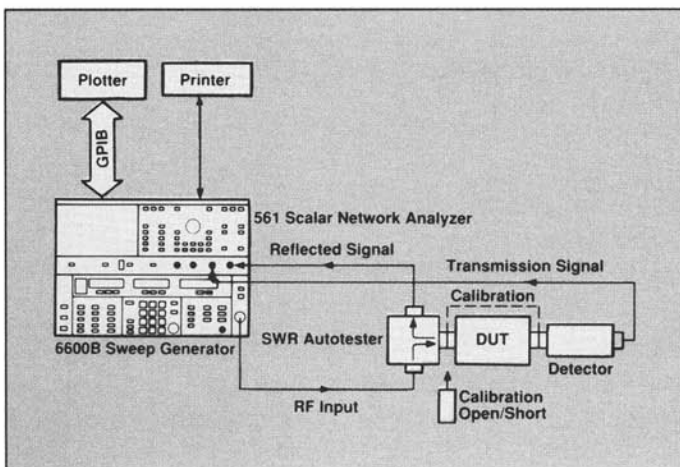 Plotter
Printer
GPIB
561 Scalar Network Analyzer
Reflected Signal
Transmission Signal
Calibration
SWR Autotester
DUT
Detector
6600B Sweep Generator
RF Input
Calibration
Open/Short